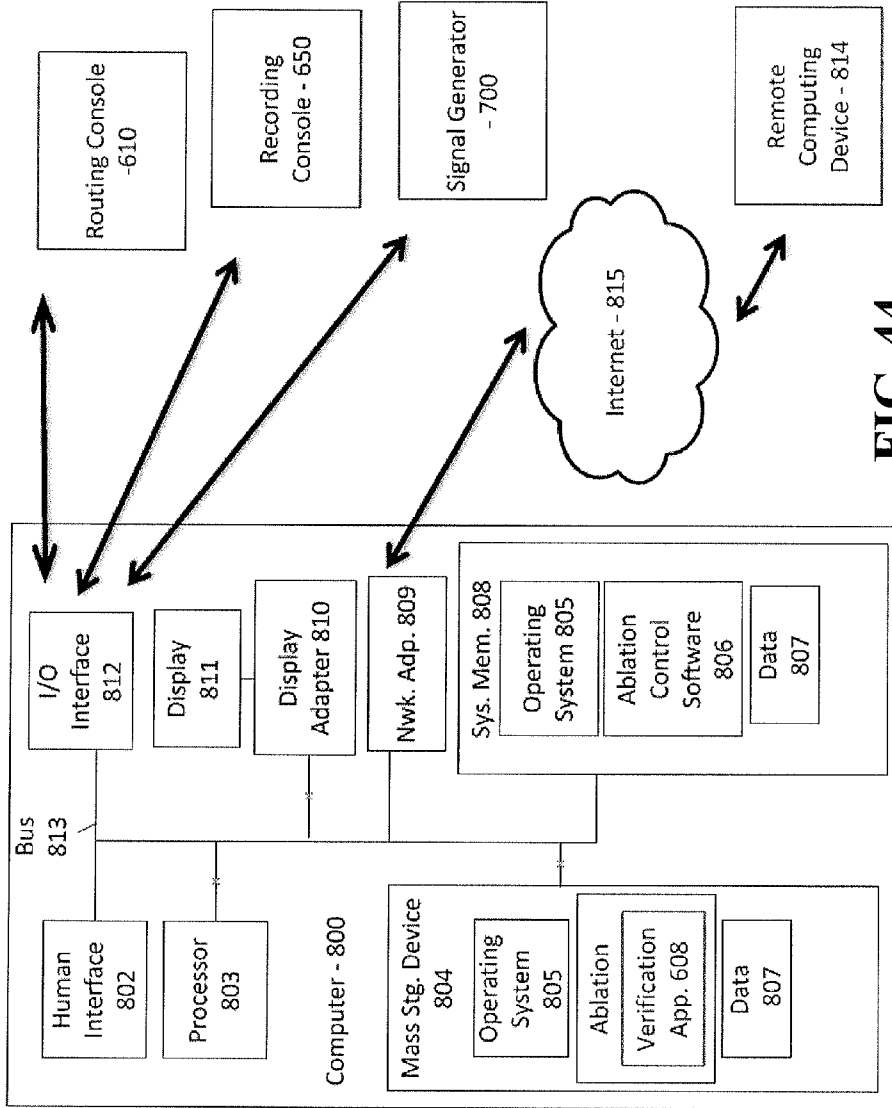 Routing Console
-610
Recording
Console - 650
Signal Generator
- 700
Remote
Computing
Device - 814
Internet - 815
I/O
Interface
812
Display
811
Display
Adapter 810
Nwk. Adp. 809
Sys. Mem. 808
Operating
System 805
Ablation
Control
Software
806
Data
807
Bus
813
Human
Interface
802
Processor
803
Computer - 800
Mass Stg. Device
804
Operating
System
805
Ablation
Verification
App. 608
Data
807
FIG. 44